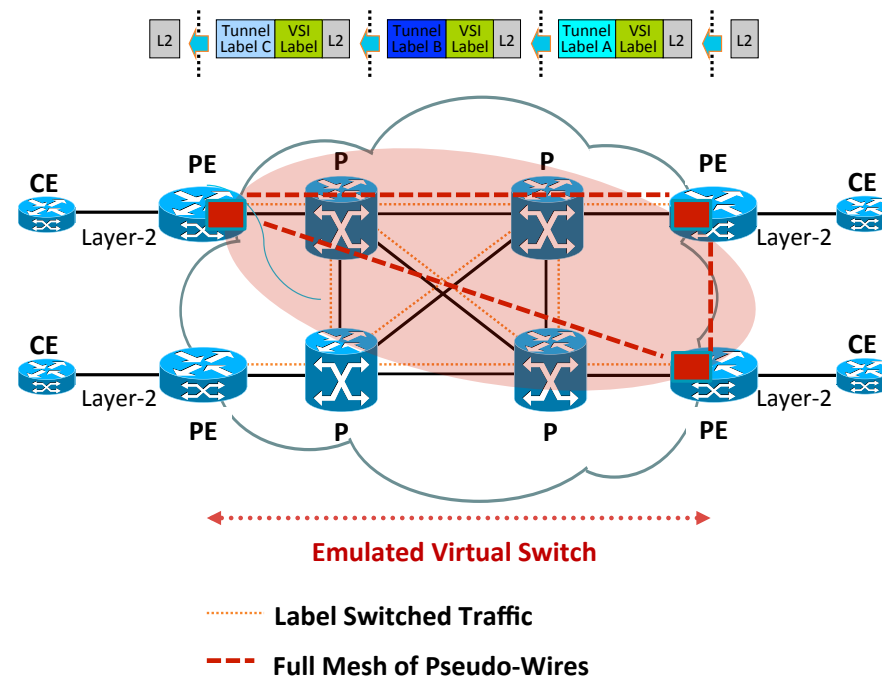 L2 Tunnel Label C VSI Label L2 Tunnel Label B VSI Label L2 Tunnel Label A VSI Label L2 L2
P P
PE PE
CE CE
Layer-2 Layer-2
CE CE
Layer-2 Layer-2
PE P P PE
Emulated Virtual Switch
Label Switched Traffic
Full Mesh of Pseudo-Wires